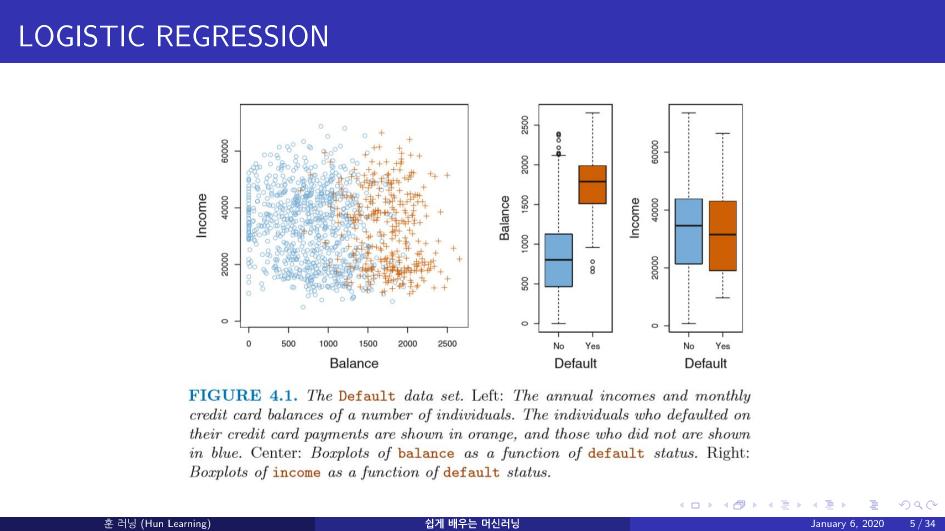 LOGISTIC REGRESSION
Income
60000
40000
20000
0
0 500 1000 1500 2000 2500
Balance
Balance
2500
2000
1500
1000
500
0
No Yes
Default
Income
60000
40000
20000
0
No Yes
Default
FIGURE 4.1. The Default data set. Left: The annual incomes and monthly
credit card balances of a number of individuals. The individuals who defaulted on
their credit card payments are shown in orange, and those who did not are shown
in blue. Center: Boxplots of balance as a function of default status. Right:
Boxplots of income as a function of default status.
훈 러닝 (Hun Learning) 쉽게 배우는 머신러닝 January 6, 2020 5 / 34